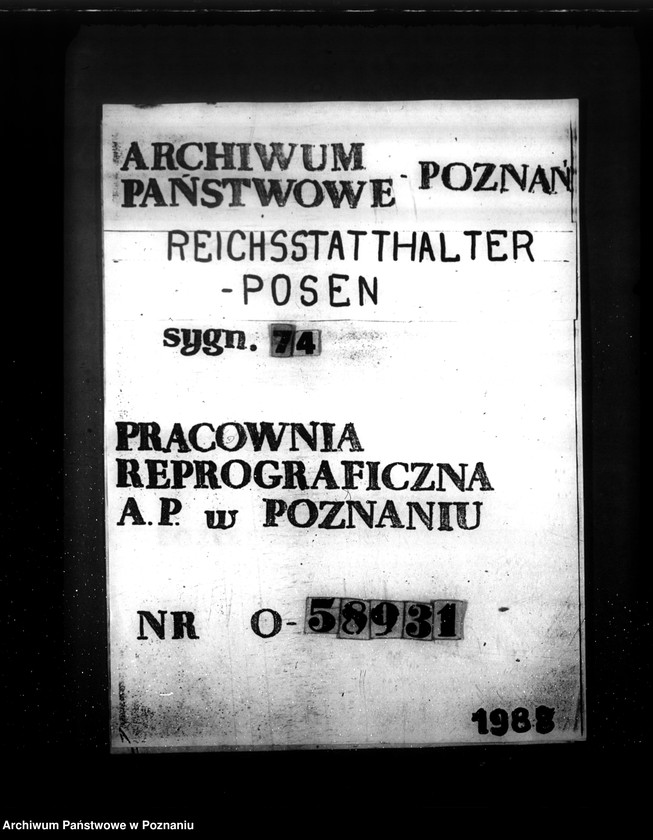 ARCHIWUM
PAŃSTWOWE - POZNAŃ
REICHSSTATTHALTER
-POSEN
sygn. 74
PRACOWNIA
REPROGRAFICZNA
A.P. w POZNANIU
NR O-58931
1988
Archiwum Państwowe w Poznaniu